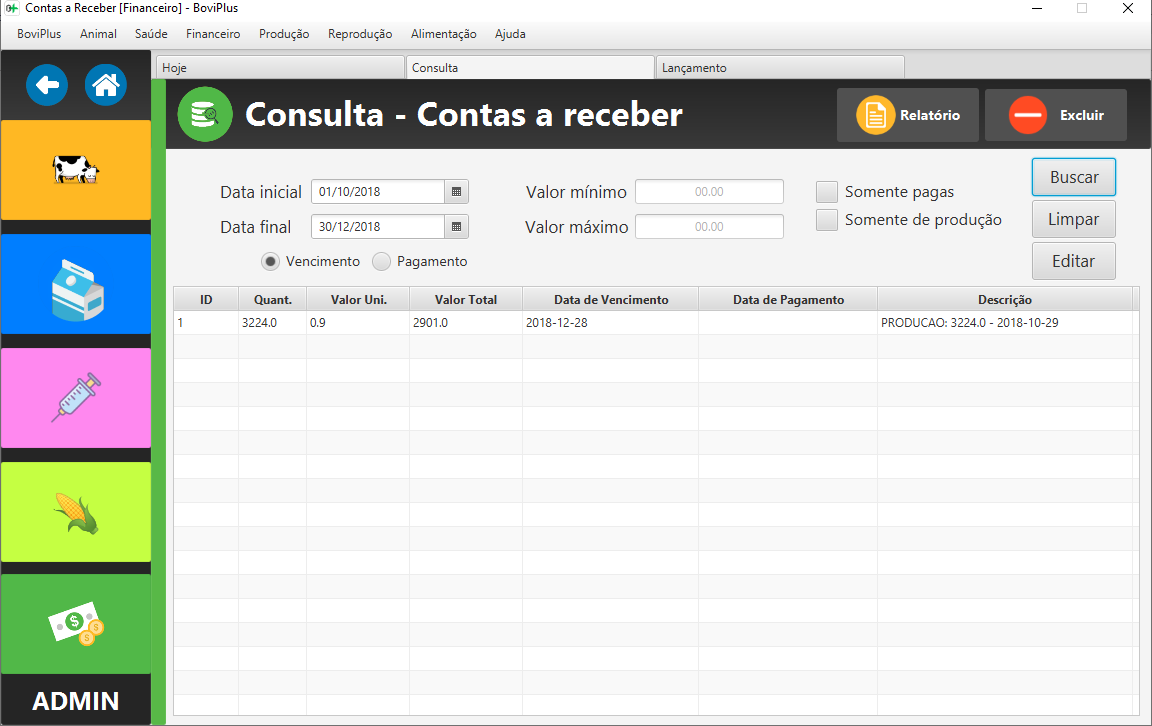 Contas a Receber [Financeiro] - BoviPlus
BoviPlus Animal Saúde Financeiro Produção Reprodução Alimentação Ajuda
Hoje Consulta Lançamento
Consulta - Contas a receber Relatório Excluir
Data inicial 01/10/2018 Valor mínimo 00.00 Somente pagas Buscar
Data final 30/12/2018 Valor máximo 00.00 Somente de produção Limpar
Vencimento Pagamento Editar
ID Quant. Valor Uni. Valor Total Data de Vencimento Data de Pagamento Descrição
1 3224.0 0.9 2901.0 2018-12-28 PRODUCAO: 3224.0 - 2018-10-29
ADMIN